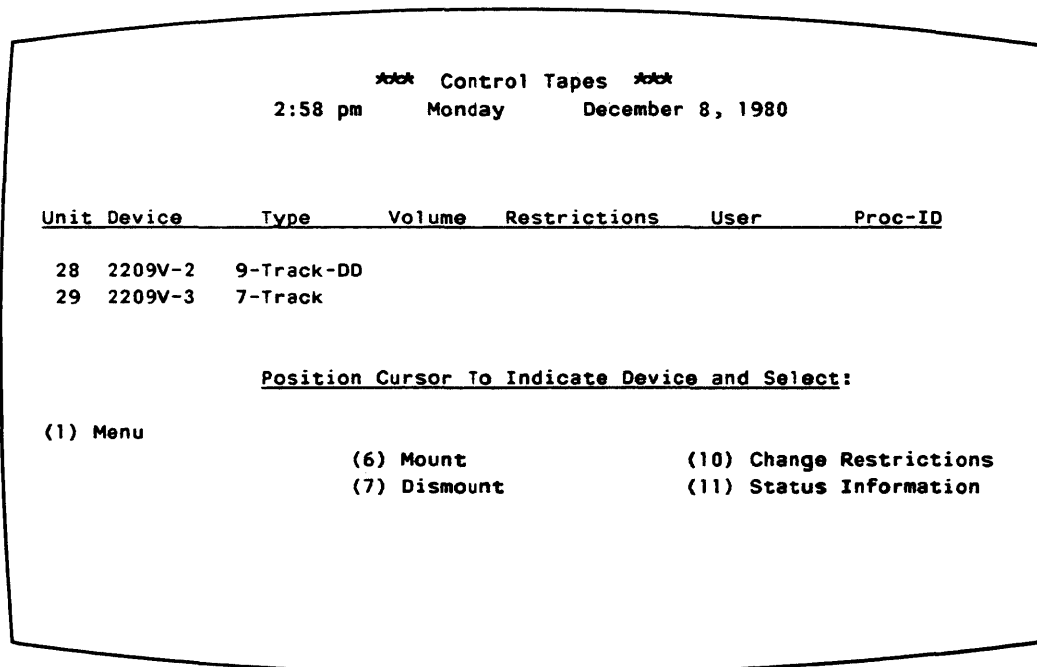 *** Control Tapes ***
2:58 pm Monday December 8, 1980
Unit Device Type Volume Restrictions User Proc-ID
28 2209V-2 9-Track-DD
29 2209V-3 7-Track
Position Cursor To Indicate Device and Select:
(1) Menu
(6) Mount (10) Change Restrictions
(7) Dismount (11) Status Information